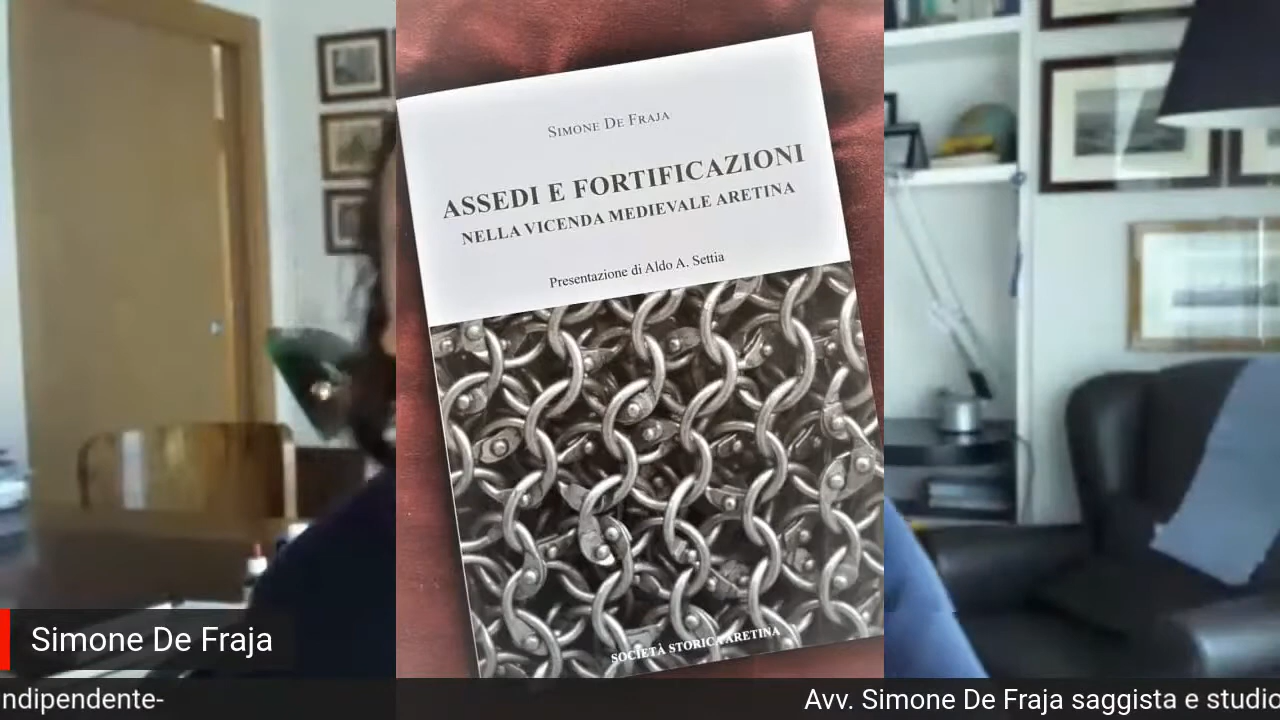 SIMONE DE FRAJA
ASSEDI E FORTIFICAZIONI
NELLA VICENDA MEDIEVALE ARETINA
Presentazione di Aldo A. Settia
SOCIETÀ STORICA ARETINA
Simone De Fraja
ndipendente-
Avv. Simone De Fraja saggista e studio